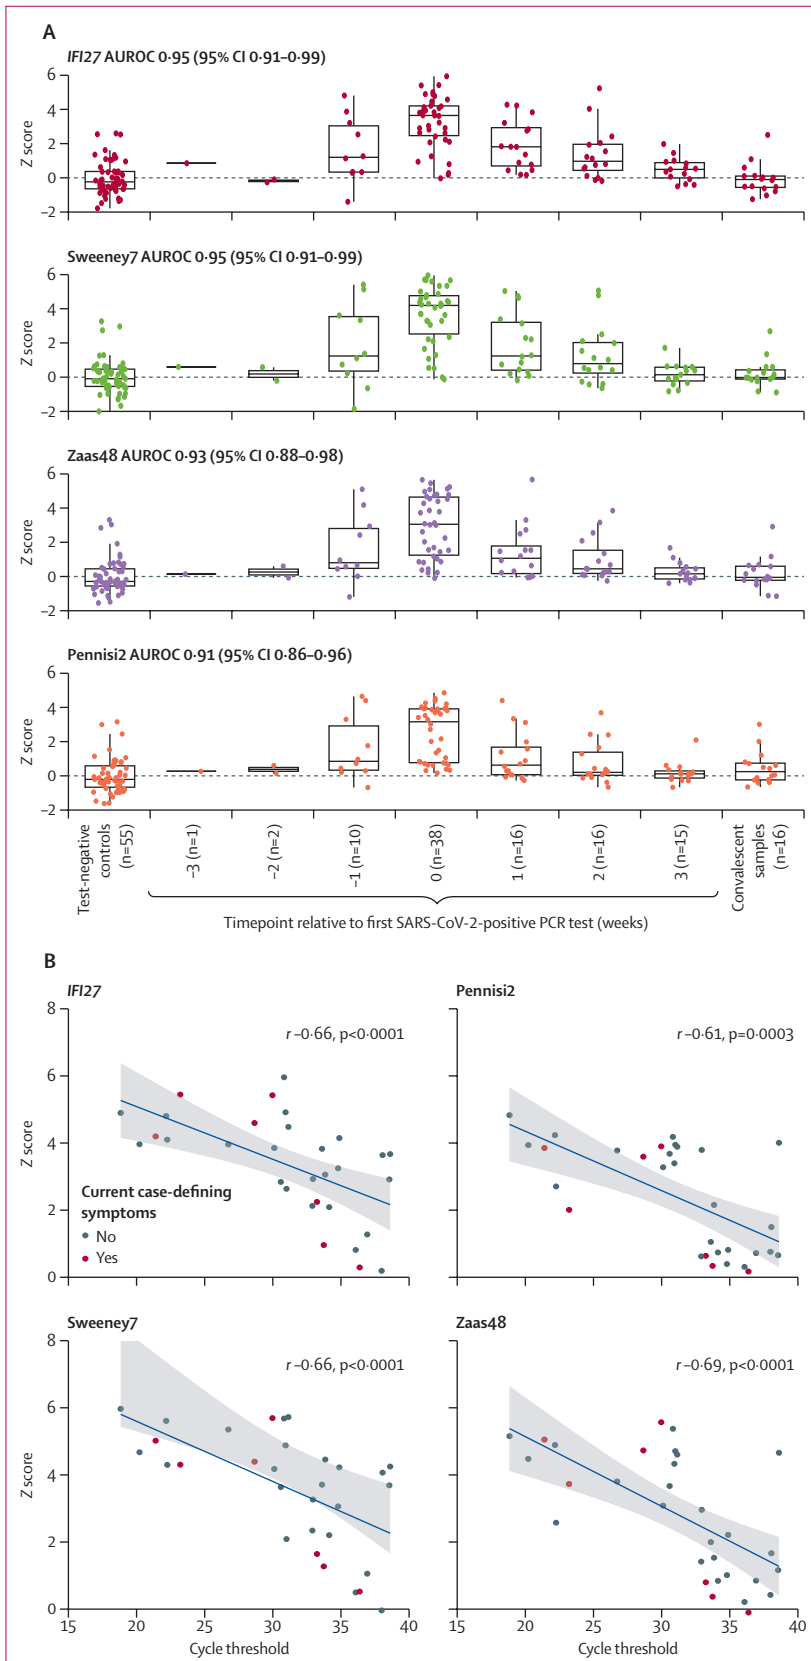 A
IFI27 AUROC 0·95 (95% CI 0·91–0·99)
6
4
2
0
–2
Z score
Sweeney7 AUROC 0·95 (95% CI 0·91–0·99)
6
4
2
0
–2
Z score
Zaas48 AUROC 0·93 (95% CI 0·88–0·98)
6
4
2
0
–2
Z score
Pennisi2 AUROC 0·91 (95% CI 0·86–0·96)
6
4
2
0
–2
Z score
Test-negative
controls
(n=55)
–3 (n=1)
–2 (n=2)
–1 (n=10)
0 (n=38)
1 (n=16)
2 (n=16)
3 (n=15)
Convalescent
samples
(n=16)
Timepoint relative to first SARS-CoV-2-positive PCR test (weeks)
B
IFI27
8
6
4
2
0
Z score
r –0·66, p<0·0001
Current case-defining
symptoms
No
Yes
Pennisi2
r –0·61, p=0·0003
Sweeney7
8
6
4
2
0
Z score
r –0·66, p<0·0001
15 20 25 30 35 40
Cycle threshold
Zaas48
r –0·69, p<0·0001
15 20 25 30 35 40
Cycle threshold